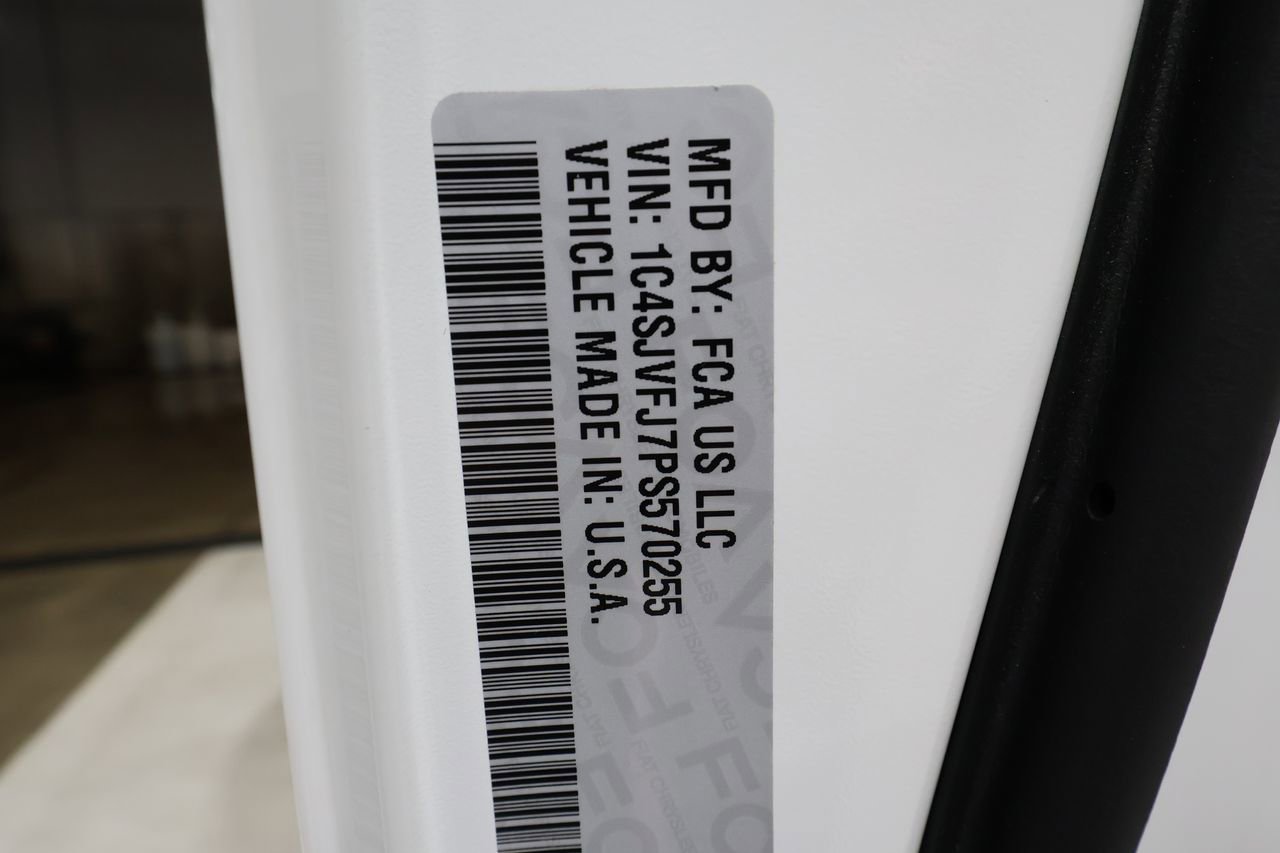 MFD BY: FCA US LLC
VIN: 1C4SJVFJ7PS570255
VEHICLE MADE IN: U.S.A.